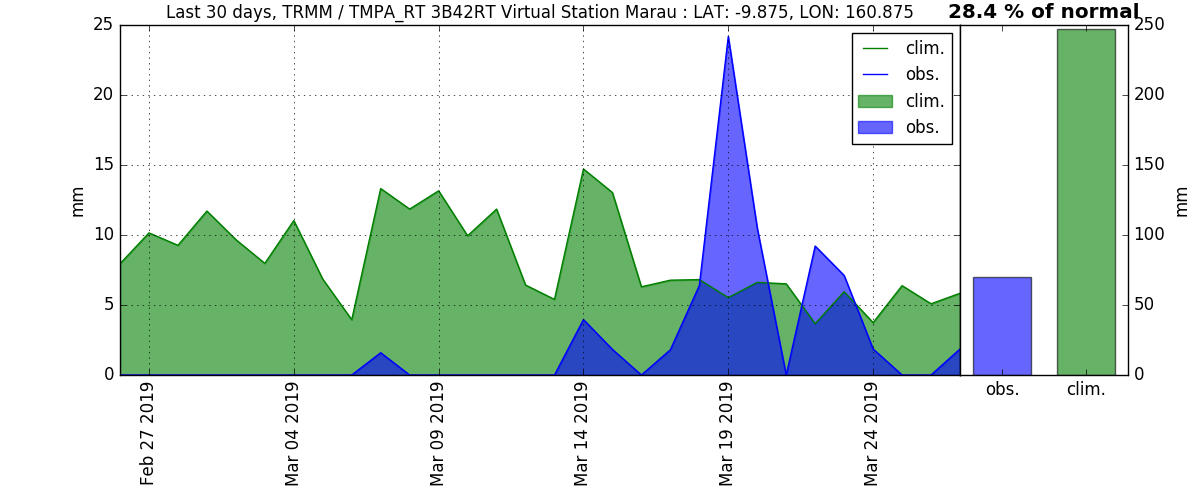 Last 30 days, TRMM / TMPA_RT 3B42RT Virtual Station Marau : LAT: -9.875, LON: 160.875
28.4 % of normal
25
20
15
10
5
0
mm
clim.
obs.
clim.
obs.
250
200
150
100
50
0
mm
obs.
clim.
Feb 27 2019
Mar 04 2019
Mar 09 2019
Mar 14 2019
Mar 19 2019
Mar 24 2019